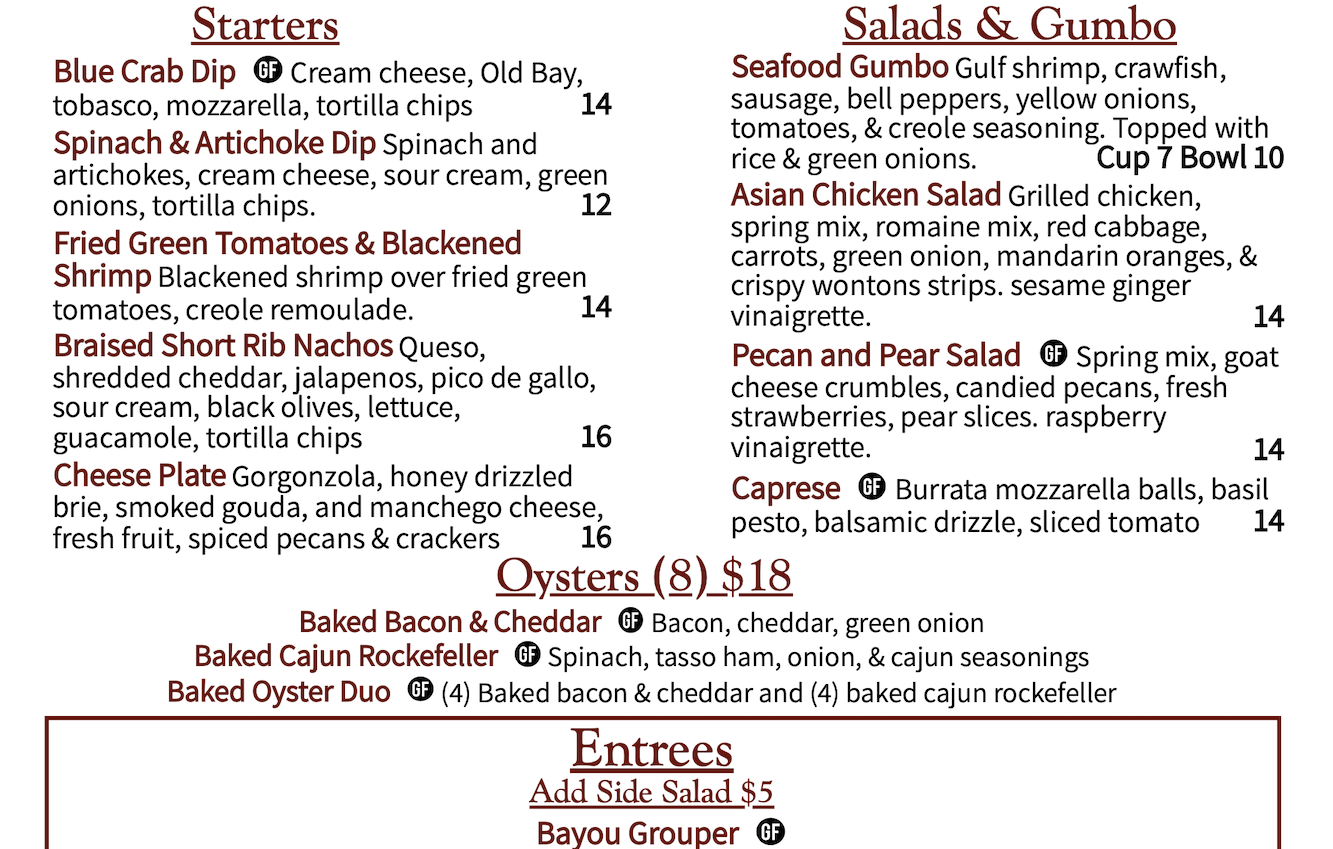 Starters
Blue Crab Dip GF Cream cheese, Old Bay,
tobasco, mozzarella, tortilla chips 14
Spinach & Artichoke Dip Spinach and
artichokes, cream cheese, sour cream, green
onions, tortilla chips. 12
Fried Green Tomatoes & Blackened
Shrimp Blackened shrimp over fried green
tomatoes, creole remoulade. 14
Braised Short Rib Nachos Queso,
shredded cheddar, jalapenos, pico de gallo,
sour cream, black olives, lettuce,
guacamole, tortilla chips 16
Cheese Plate Gorgonzola, honey drizzled
brie, smoked gouda, and manchego cheese,
fresh fruit, spiced pecans & crackers 16
Salads & Gumbo
Seafood Gumbo Gulf shrimp, crawfish,
sausage, bell peppers, yellow onions,
tomatoes, & creole seasoning. Topped with
rice & green onions. Cup 7 Bowl 10
Asian Chicken Salad Grilled chicken,
spring mix, romaine mix, red cabbage,
carrots, green onion, mandarin oranges, &
crispy wontons strips. sesame ginger
vinaigrette. 14
Pecan and Pear Salad GF Spring mix, goat
cheese crumbles, candied pecans, fresh
strawberries, pear slices. raspberry
vinaigrette. 14
Caprese GF Burrata mozzarella balls, basil
pesto, balsamic drizzle, sliced tomato 14
Oysters (8) $18
Baked Bacon & Cheddar GF Bacon, cheddar, green onion
Baked Cajun Rockefeller GF Spinach, tasso ham, onion, & cajun seasonings
Baked Oyster Duo GF (4) Baked bacon & cheddar and (4) baked cajun rockefeller
Entrees
Add Side Salad $5
Bayou Grouper GF